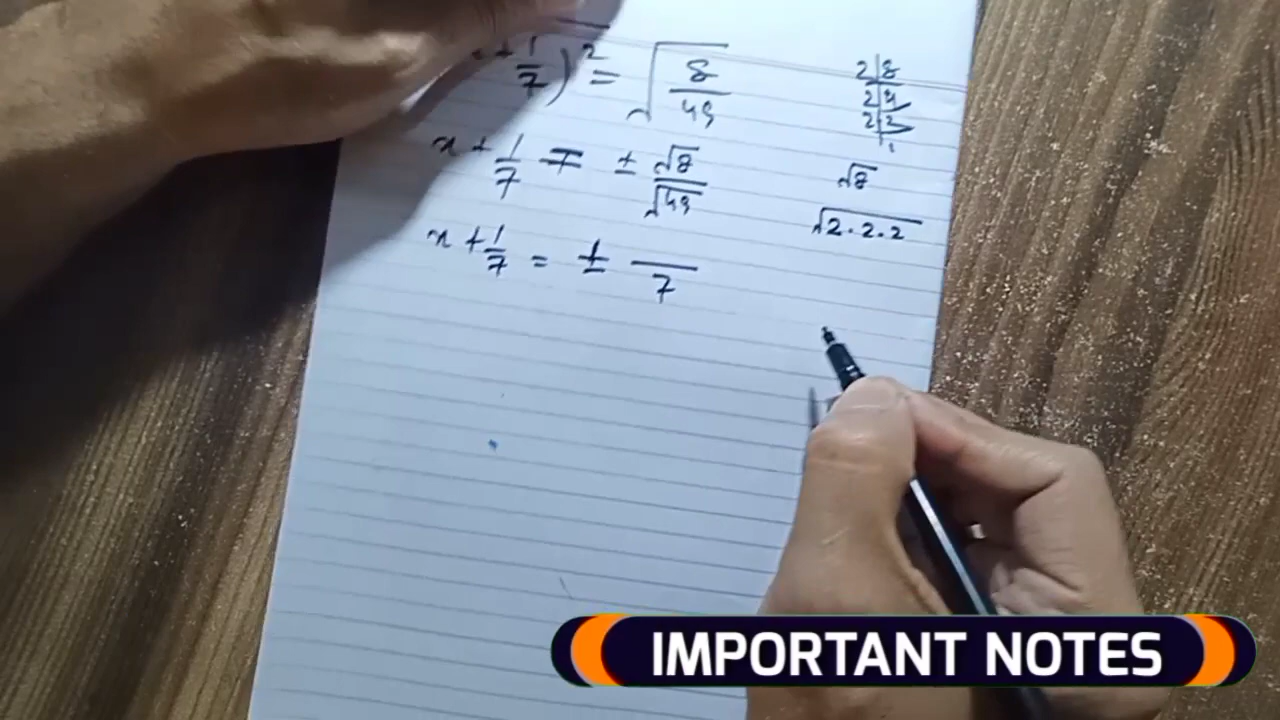 + 1/7)² = √(8/49)
x + 1/7 = ± √8/√49
x + 1/7 = ± /7
2|8
2|4
2|2
1
√8
√2.2.2
IMPORTANT NOTES